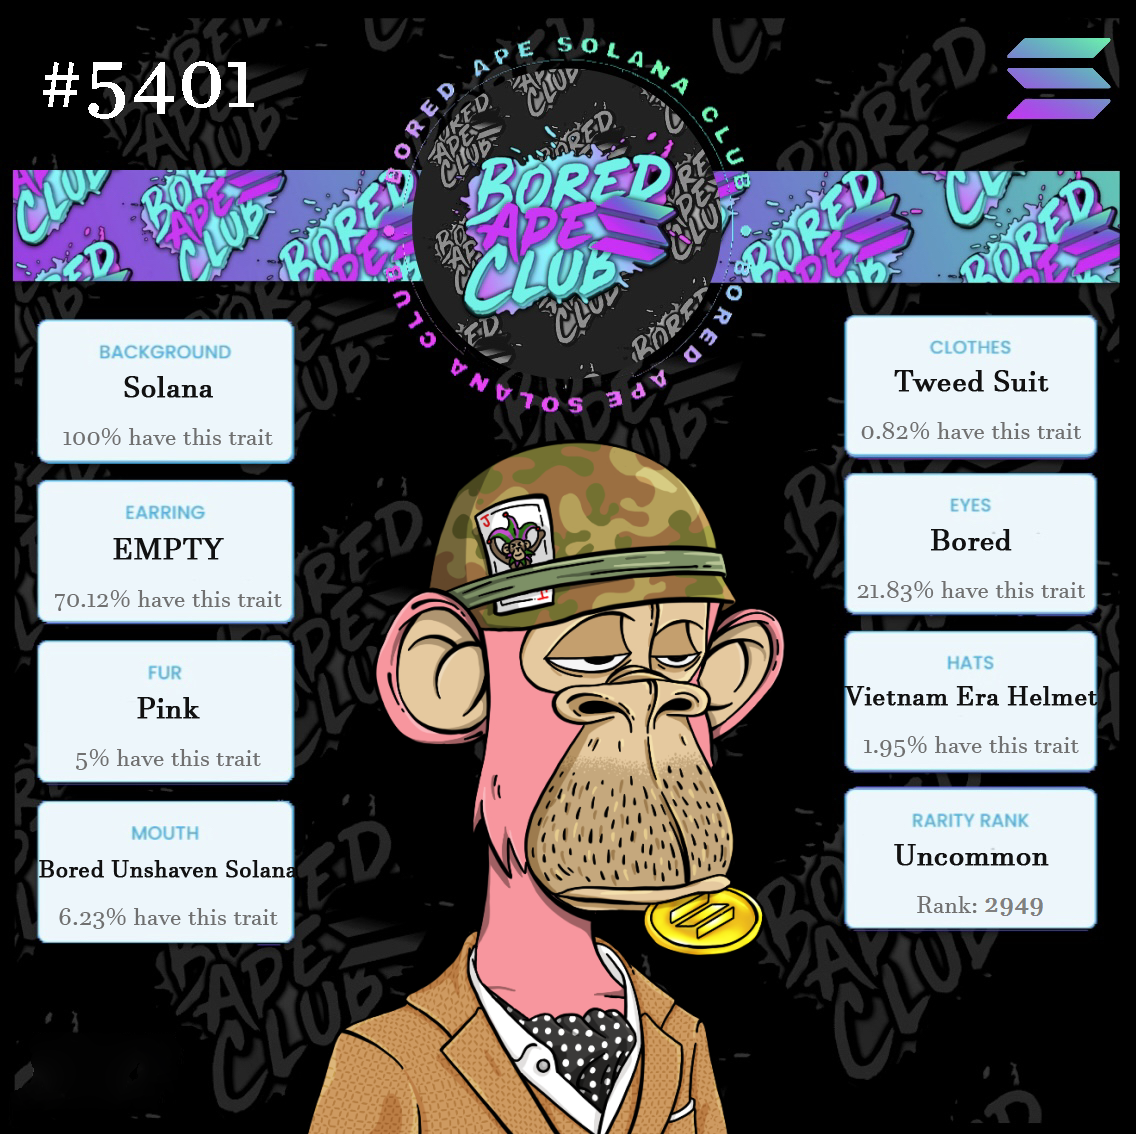 #5401
BORED APE SOLANA CLUB
BORED APE SOLANA CLUB
BORED
APE
CLUB
BACKGROUND
Solana
100% have this trait
EARRING
EMPTY
70.12% have this trait
FUR
Pink
5% have this trait
MOUTH
Bored Unshaven Solana
6.23% have this trait
CLOTHES
Tweed Suit
0.82% have this trait
EYES
Bored
21.83% have this trait
HATS
Vietnam Era Helmet
1.95% have this trait
RARITY RANK
Uncommon
Rank: 2949
J